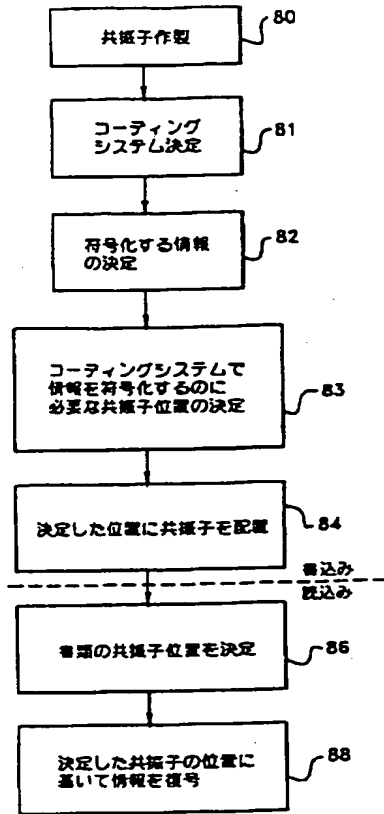 80
共振子作製
81
コーディング
システム決定
82
符号化する情報
の決定
83
コーディングシステムで
情報を符号化するのに
必要な共振子位置の決定
84
決定した位置に共振子を配置
書込み
読込み
86
書類の共振子位置を決定
88
決定した共振子の位置に
基いて情報を復号